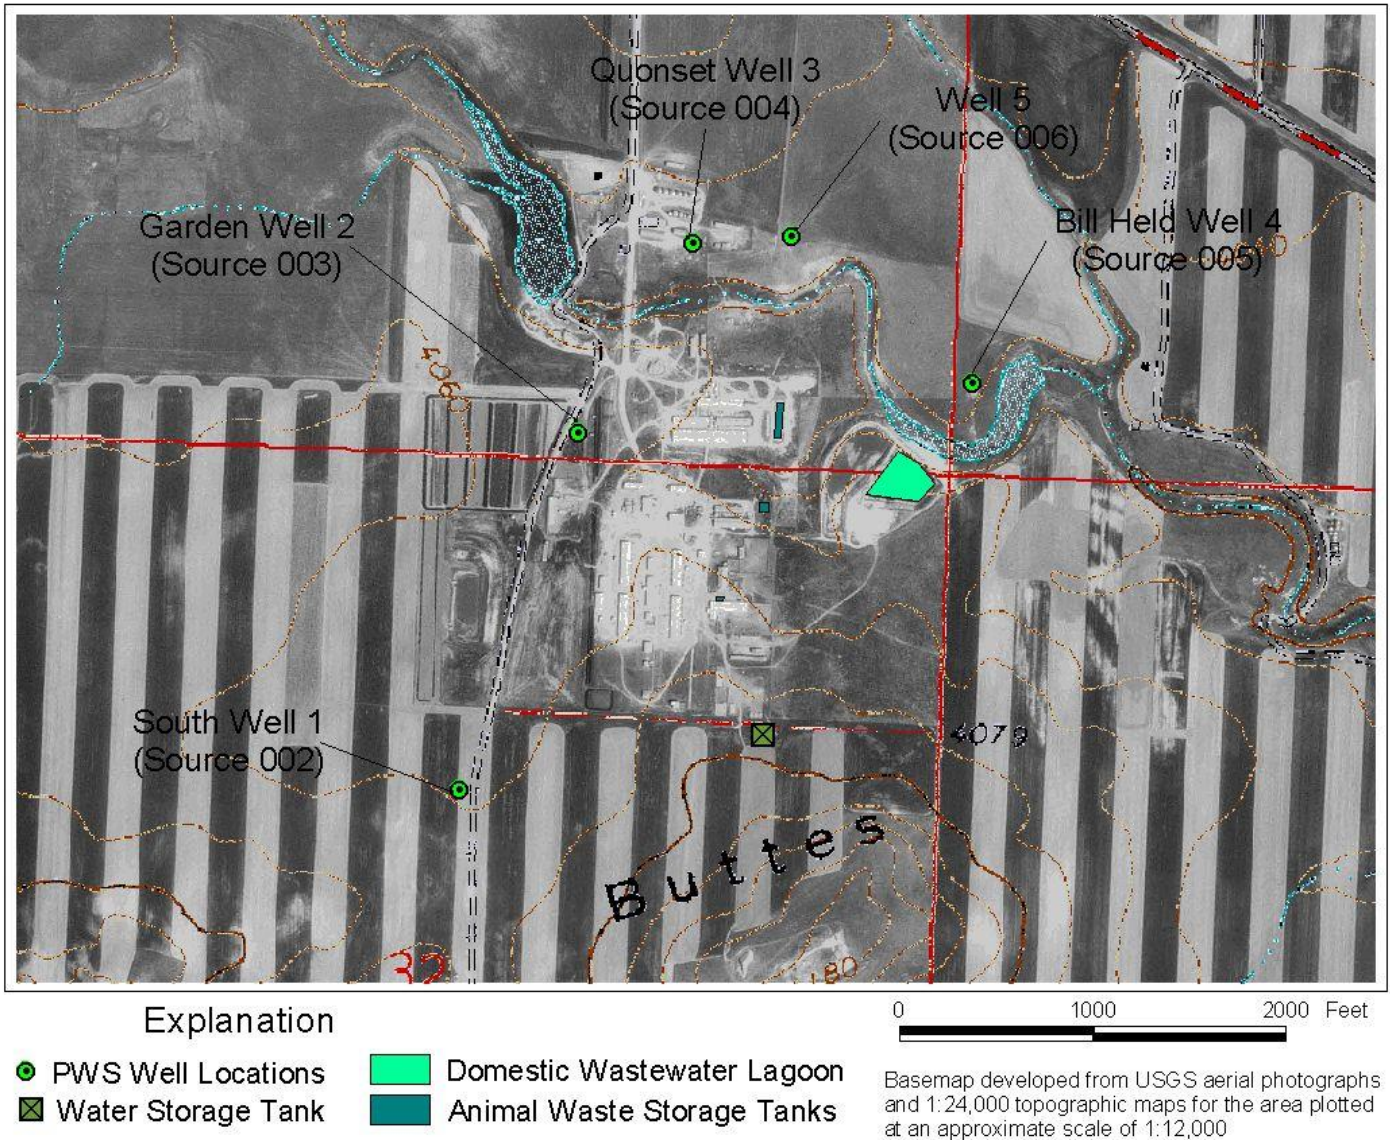 Quonset Well 3
(Source 004)
Well 5
(Source 006)
Garden Well 2
(Source 003)
Bill Held Well 4
(Source 005)
4060
South Well 1
(Source 002)
4079
Buttes
32
Explanation
PWS Well Locations
Water Storage Tank
Domestic Wastewater Lagoon
Animal Waste Storage Tanks
0 1000 2000 Feet
Basemap developed from USGS aerial photographs
and 1:24,000 topographic maps for the area plotted
at an approximate scale of 1:12,000